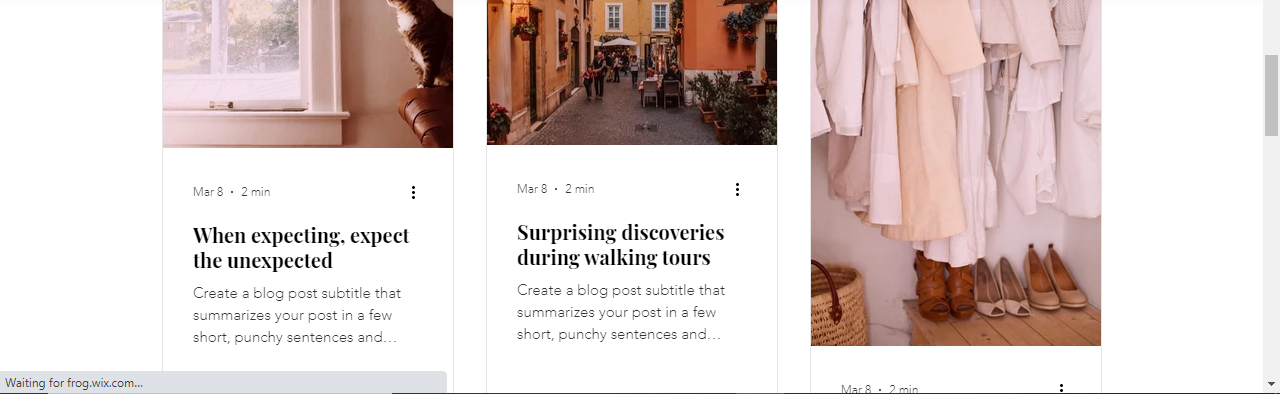 Mar 8 · 2 min
When expecting, expect
the unexpected
Create a blog post subtitle that
summarizes your post in a few
short, punchy sentences and…
Mar 8 · 2 min
Surprising discoveries
during walking tours
Create a blog post subtitle that
summarizes your post in a few
short, punchy sentences and…
Mar 8 · 2 min
Waiting for frog.wix.com...